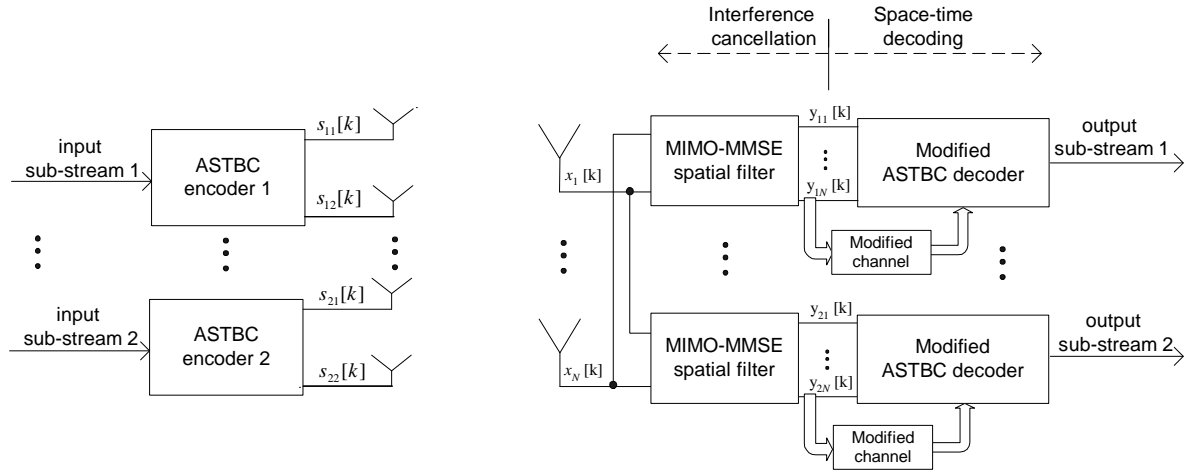 Interference
cancellation
Space-time
decoding
input
sub-stream 1
ASTBC
encoder 1
s₁₁[k]
s₁₂[k]
input
sub-stream 2
ASTBC
encoder 2
s₂₁[k]
s₂₂[k]
x₁ [k]
x_N [k]
MIMO-MMSE
spatial filter
y₁₁ [k]
y₁N [k]
Modified
ASTBC decoder
Modified
channel
output
sub-stream 1
MIMO-MMSE
spatial filter
y₂₁ [k]
y₂N [k]
Modified
ASTBC decoder
Modified
channel
output
sub-stream 2